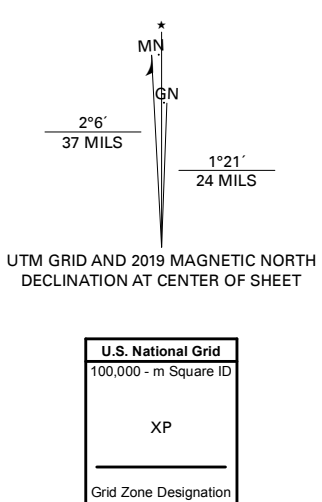 ★
MN
GN
2°6´
37 MILS
1°21´
24 MILS
UTM GRID AND 2019 MAGNETIC NORTH
DECLINATION AT CENTER OF SHEET
U.S. National Grid
100,000 - m Square ID
XP
Grid Zone Designation